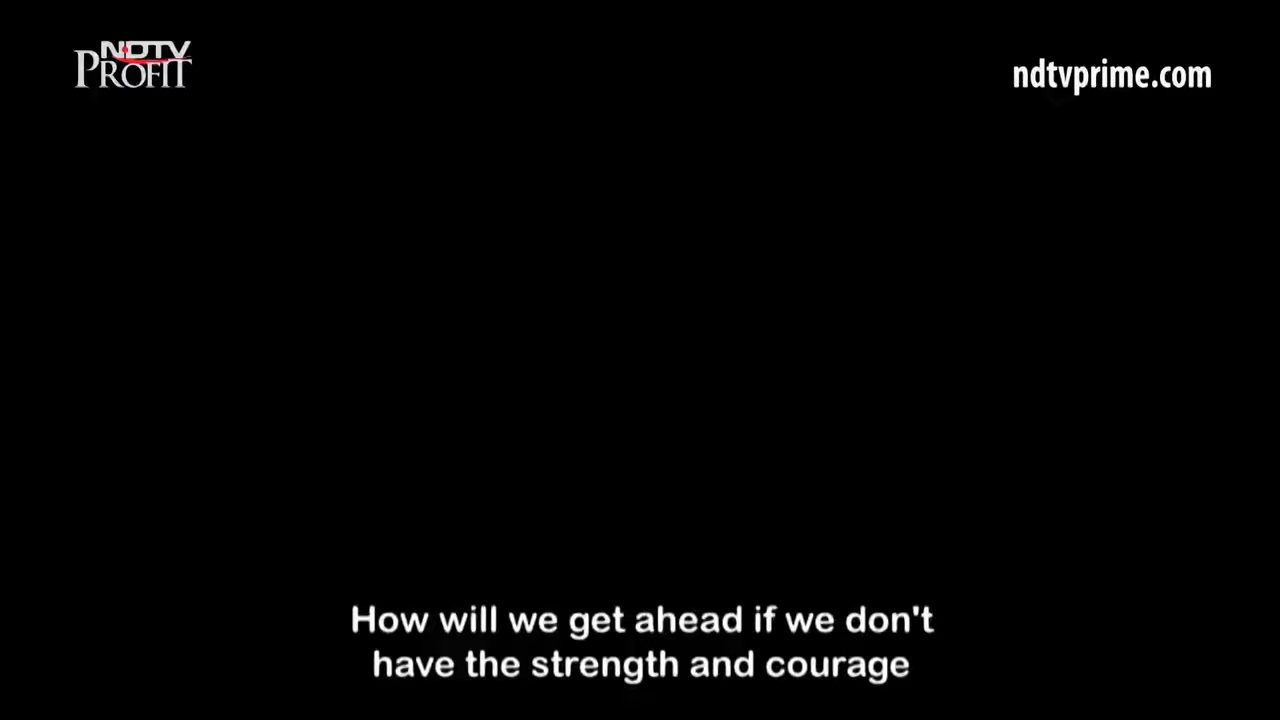 NDTV
PROFIT
ndtvprime.com
How will we get ahead if we don't
have the strength and courage